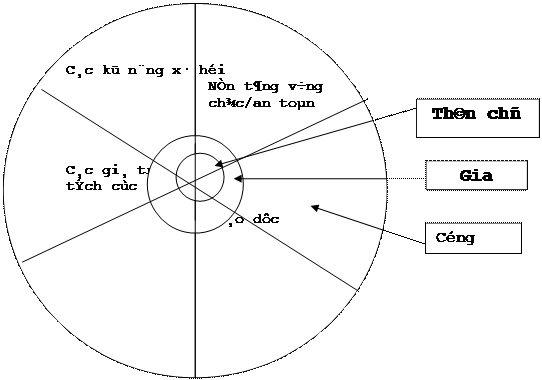 C¸c kü n¨ng x· héi
NÒn t¶ng v÷ng
ch¾c/an toµn
Th©n chñ
C¸c gi¸ tr
tÝch cùc
Gia
¸o dôc
Céng